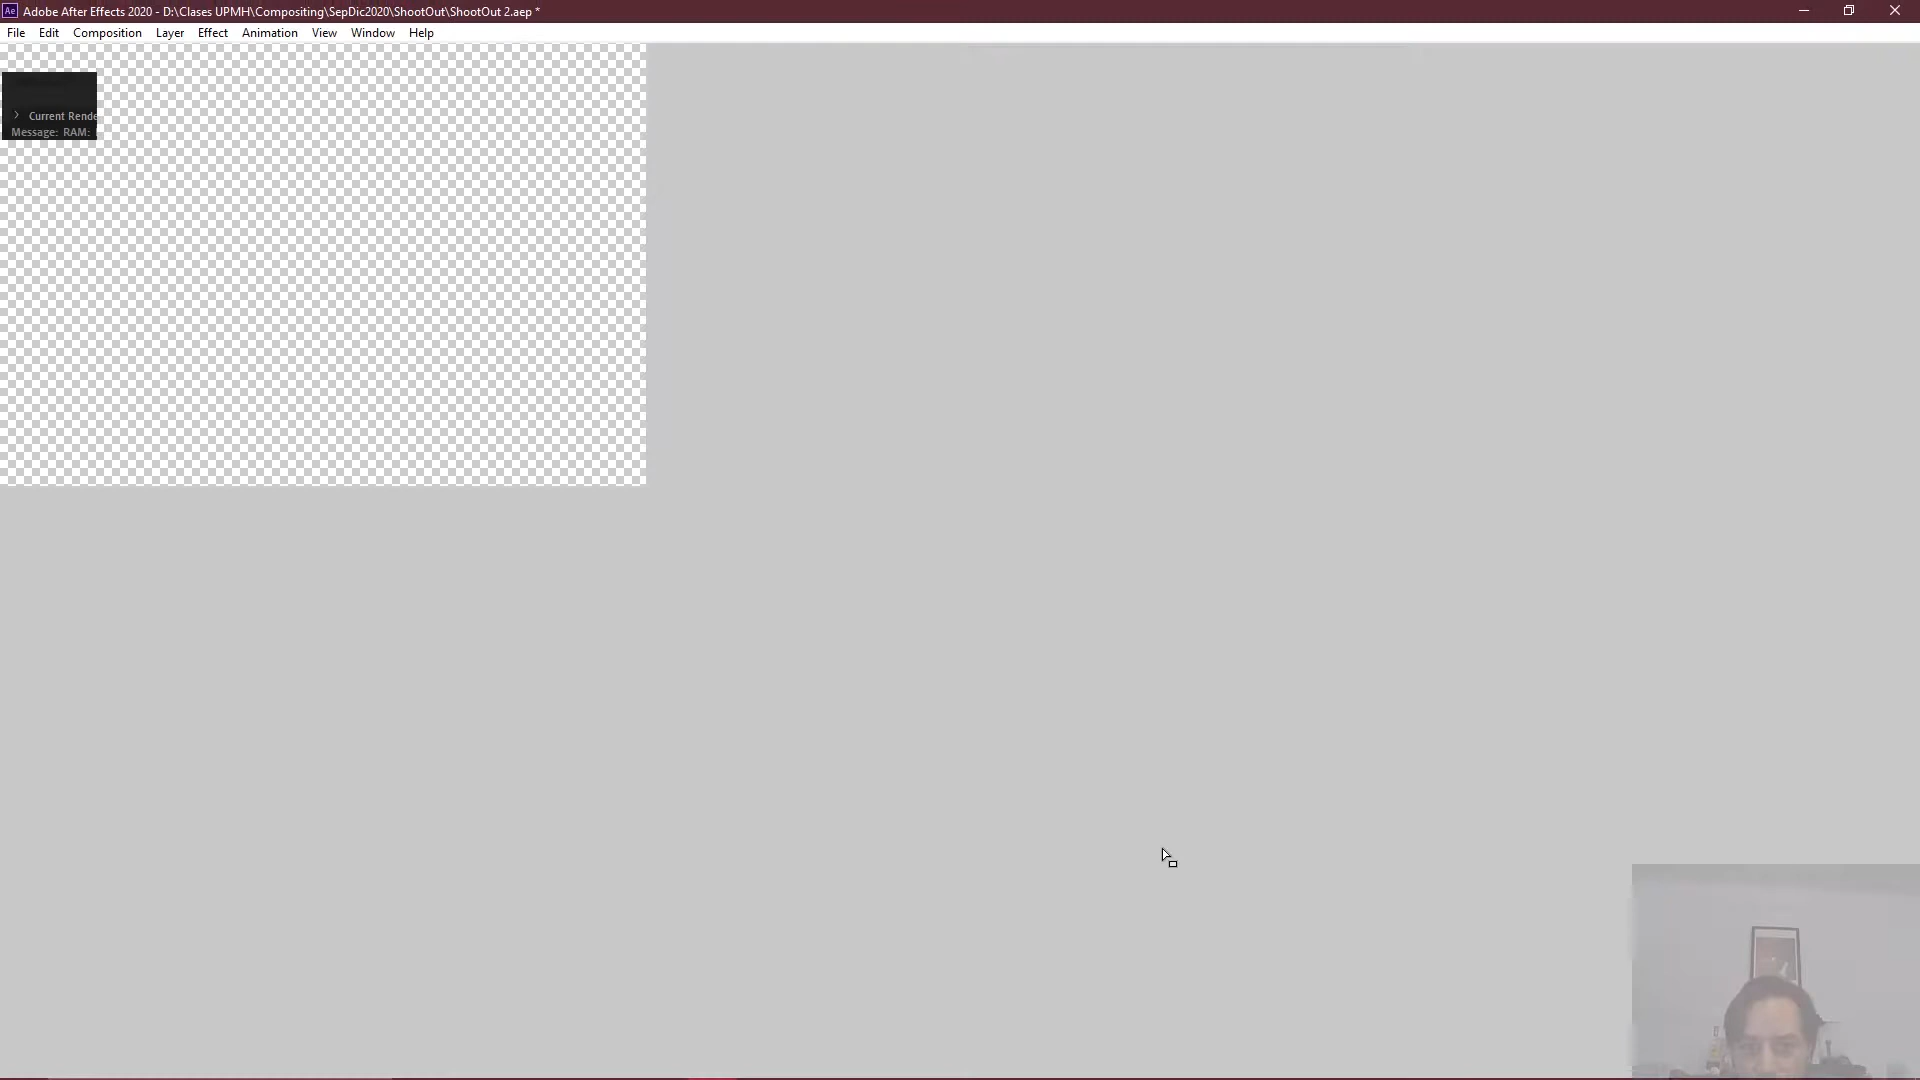 Ae Adobe After Effects 2020 - D:\Clases UPMH\Compositing\SepDic2020\ShootOut\ShootOut 2.aep *
File Edit Composition Layer Effect Animation View Window Help
Current Rende
Message: RAM: